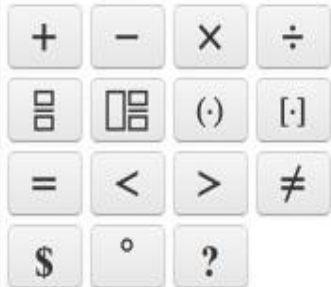 + − × ÷
(·) [·]
= < > ≠
$ ° ?